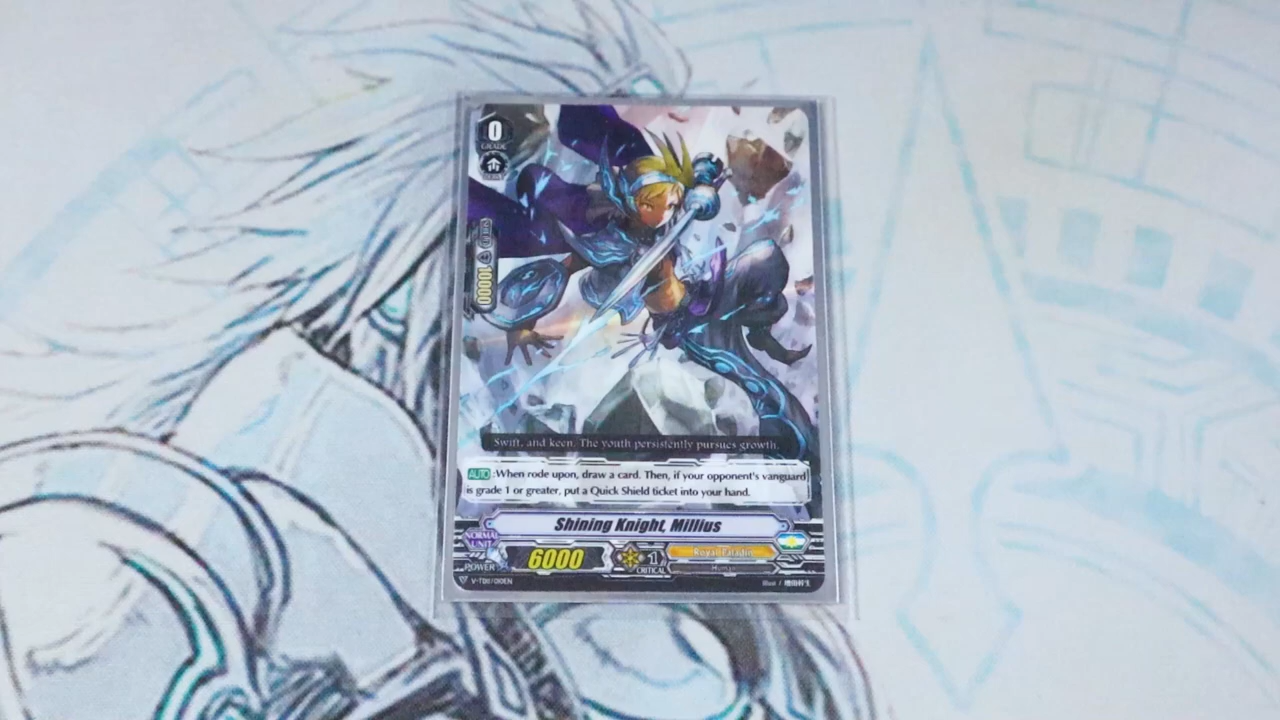 0
GRADE
10000
Swift, and keen. The youth persistently pursues growth.
AUTO :When rode upon, draw a card. Then, if your opponent's vanguard
is grade 1 or greater, put a Quick Shield ticket into your hand.
Shining Knight, Millius
NORMAL
UNIT
POWER 6000 1 CRITICAL
Royal Paladin
Human